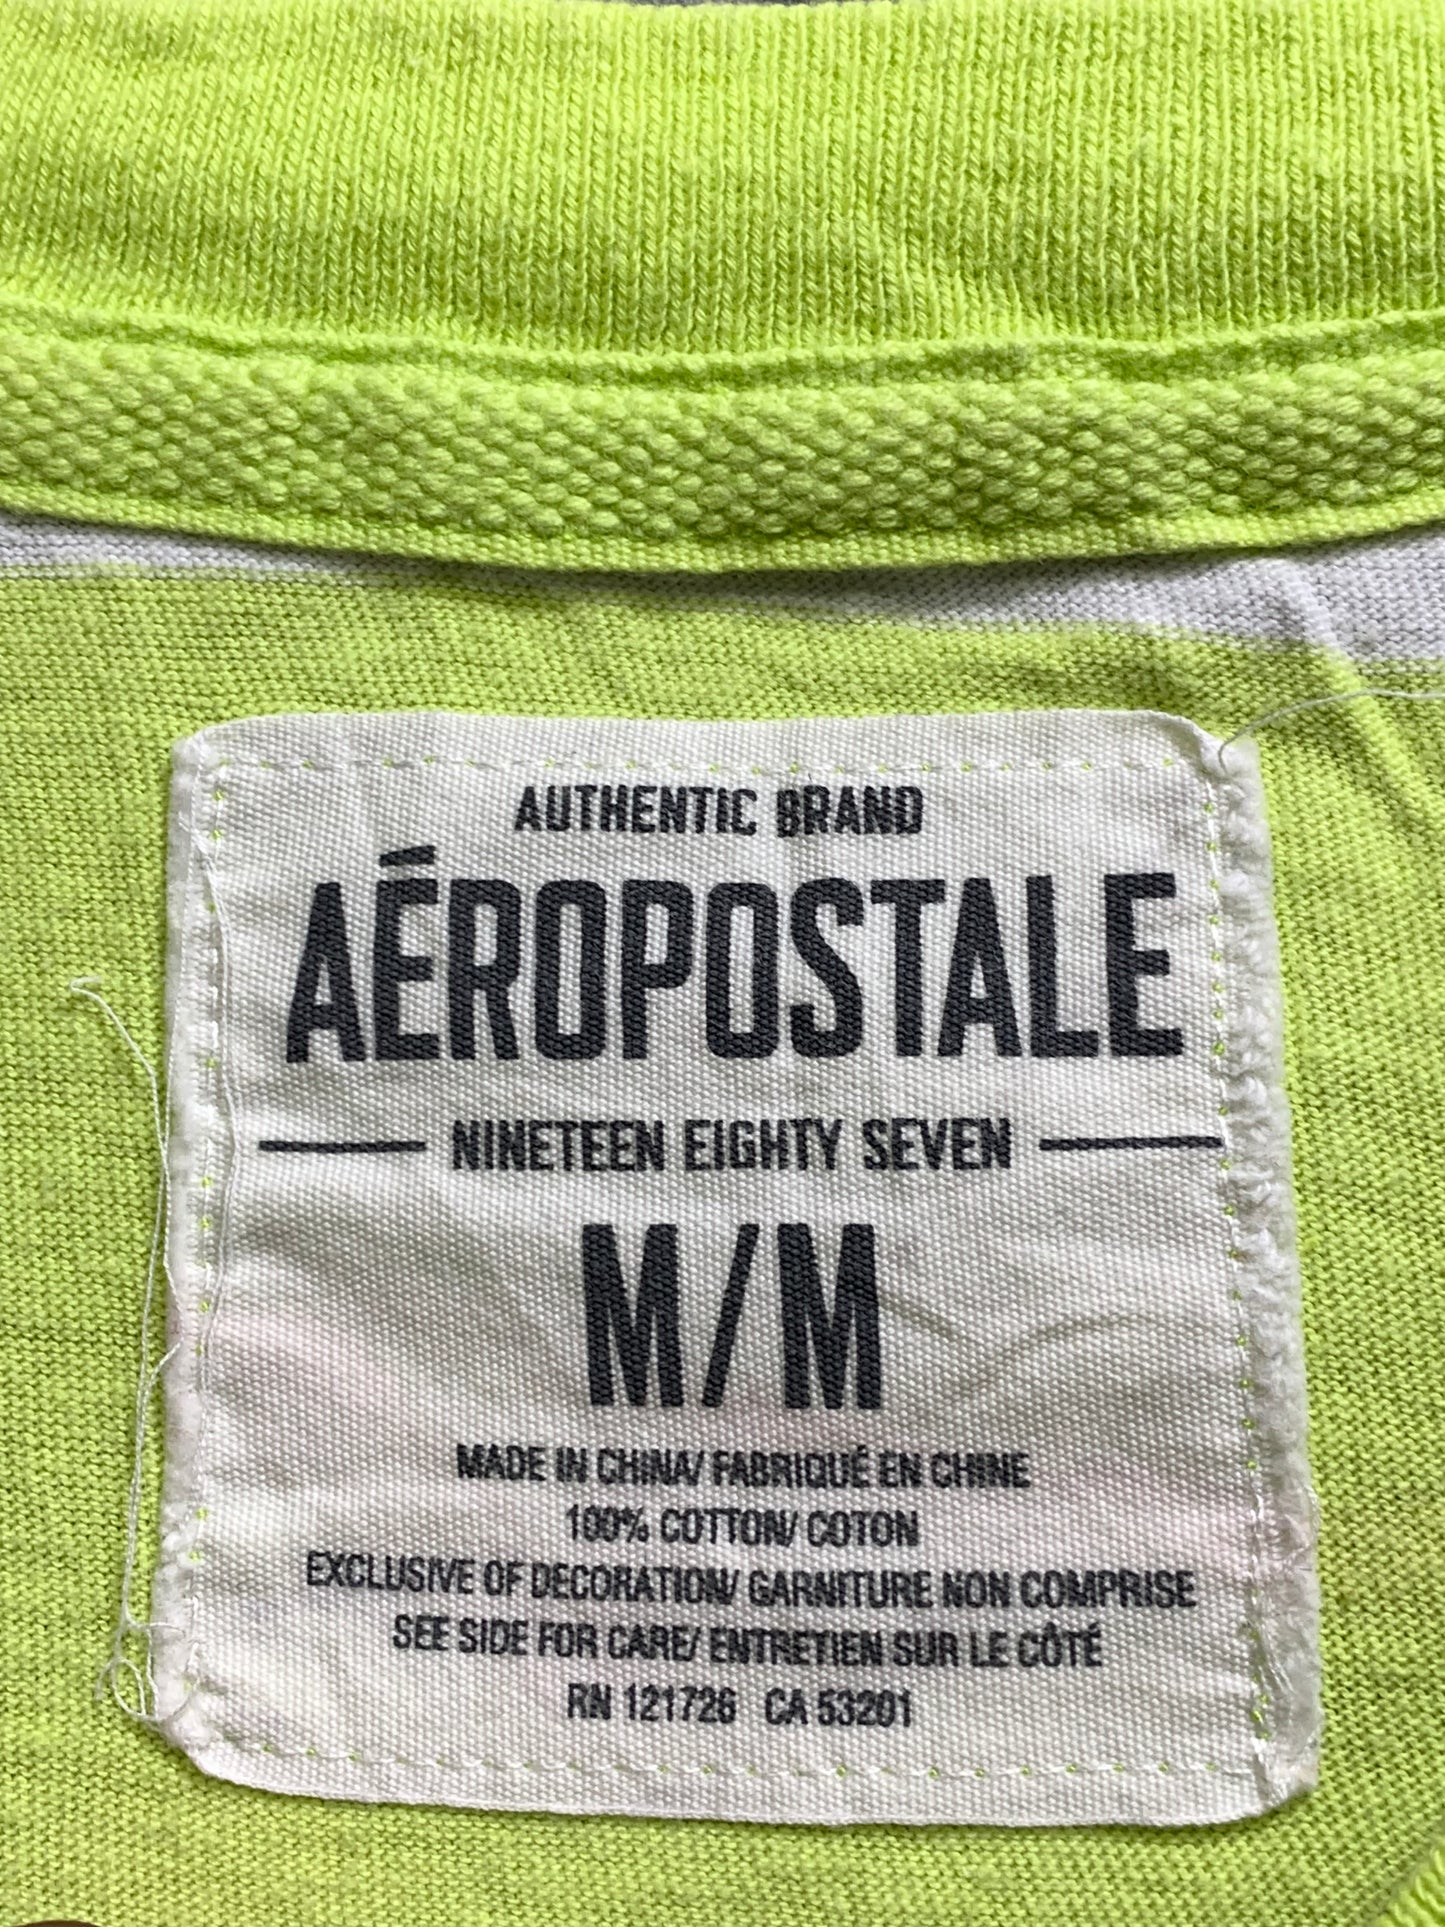 AUTHENTIC BRAND
AÉROPOSTALE
NINETEEN EIGHTY SEVEN
M/M
MADE IN CHINA/ FABRIQUÉ EN CHINE
100% COTTON/ COTON
EXCLUSIVE OF DECORATION/ GARNITURE NON COMPRISE
SEE SIDE FOR CARE/ ENTRETIEN SUR LE CÔTÉ
RN 121726 CA 53201